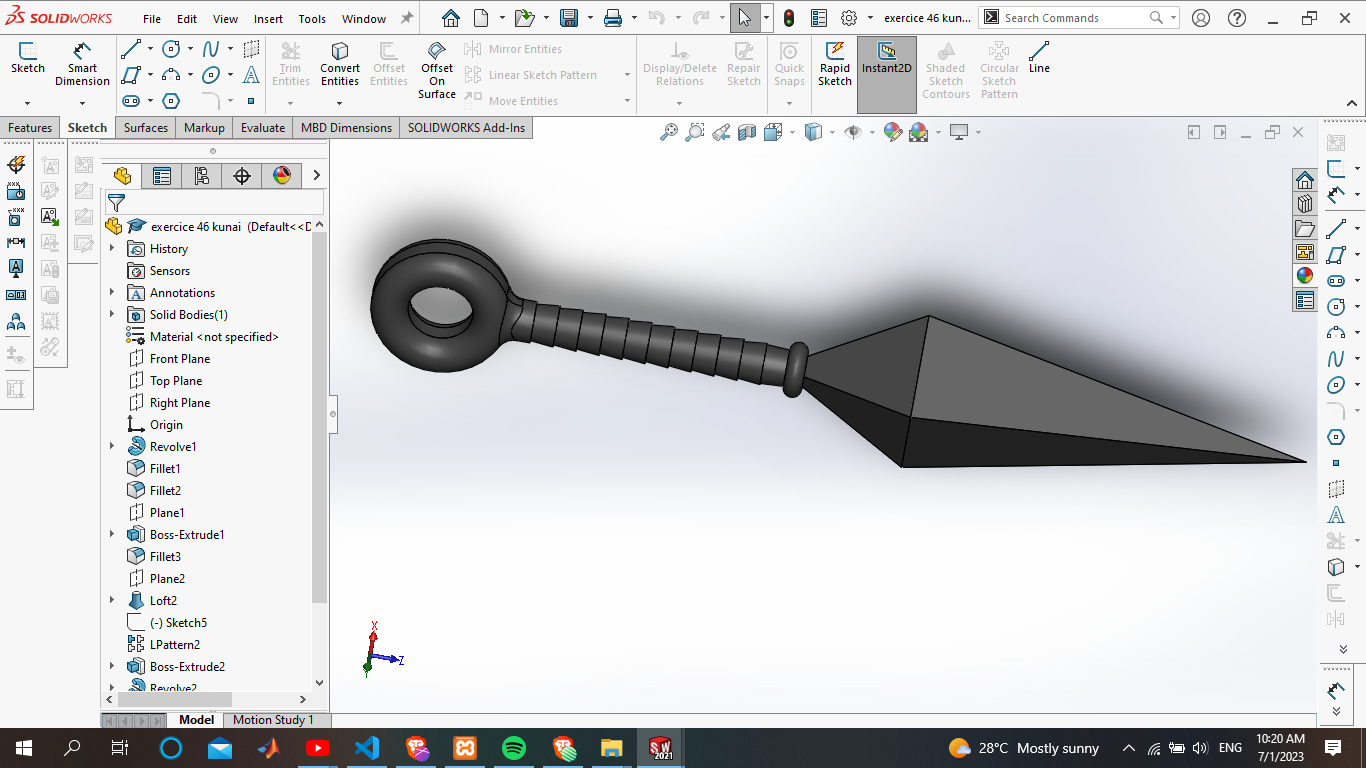 SOLIDWORKS File Edit View Insert Tools Window exercice 46 kun... Search Commands
Sketch Smart Dimension Trim Entities Convert Entities Offset Entities Offset On Surface Mirror Entities Linear Sketch Pattern Move Entities Display/Delete Relations Repair Sketch Quick Snaps Rapid Sketch Instant2D Shaded Sketch Contours Circular Sketch Pattern Line
Features Sketch Surfaces Markup Evaluate MBD Dimensions SOLIDWORKS Add-Ins
exercice 46 kunai (Default<<D
History
Sensors
Annotations
Solid Bodies(1)
Material <not specified>
Front Plane
Top Plane
Right Plane
Origin
Revolve1
Fillet1
Fillet2
Plane1
Boss-Extrude1
Fillet3
Plane2
Loft2
(-) Sketch5
LPattern2
Boss-Extrude2
Revolve2
X
Z
Y
Model Motion Study 1
SW 2021 28°C Mostly sunny ENG 10:20 AM
7/1/2023